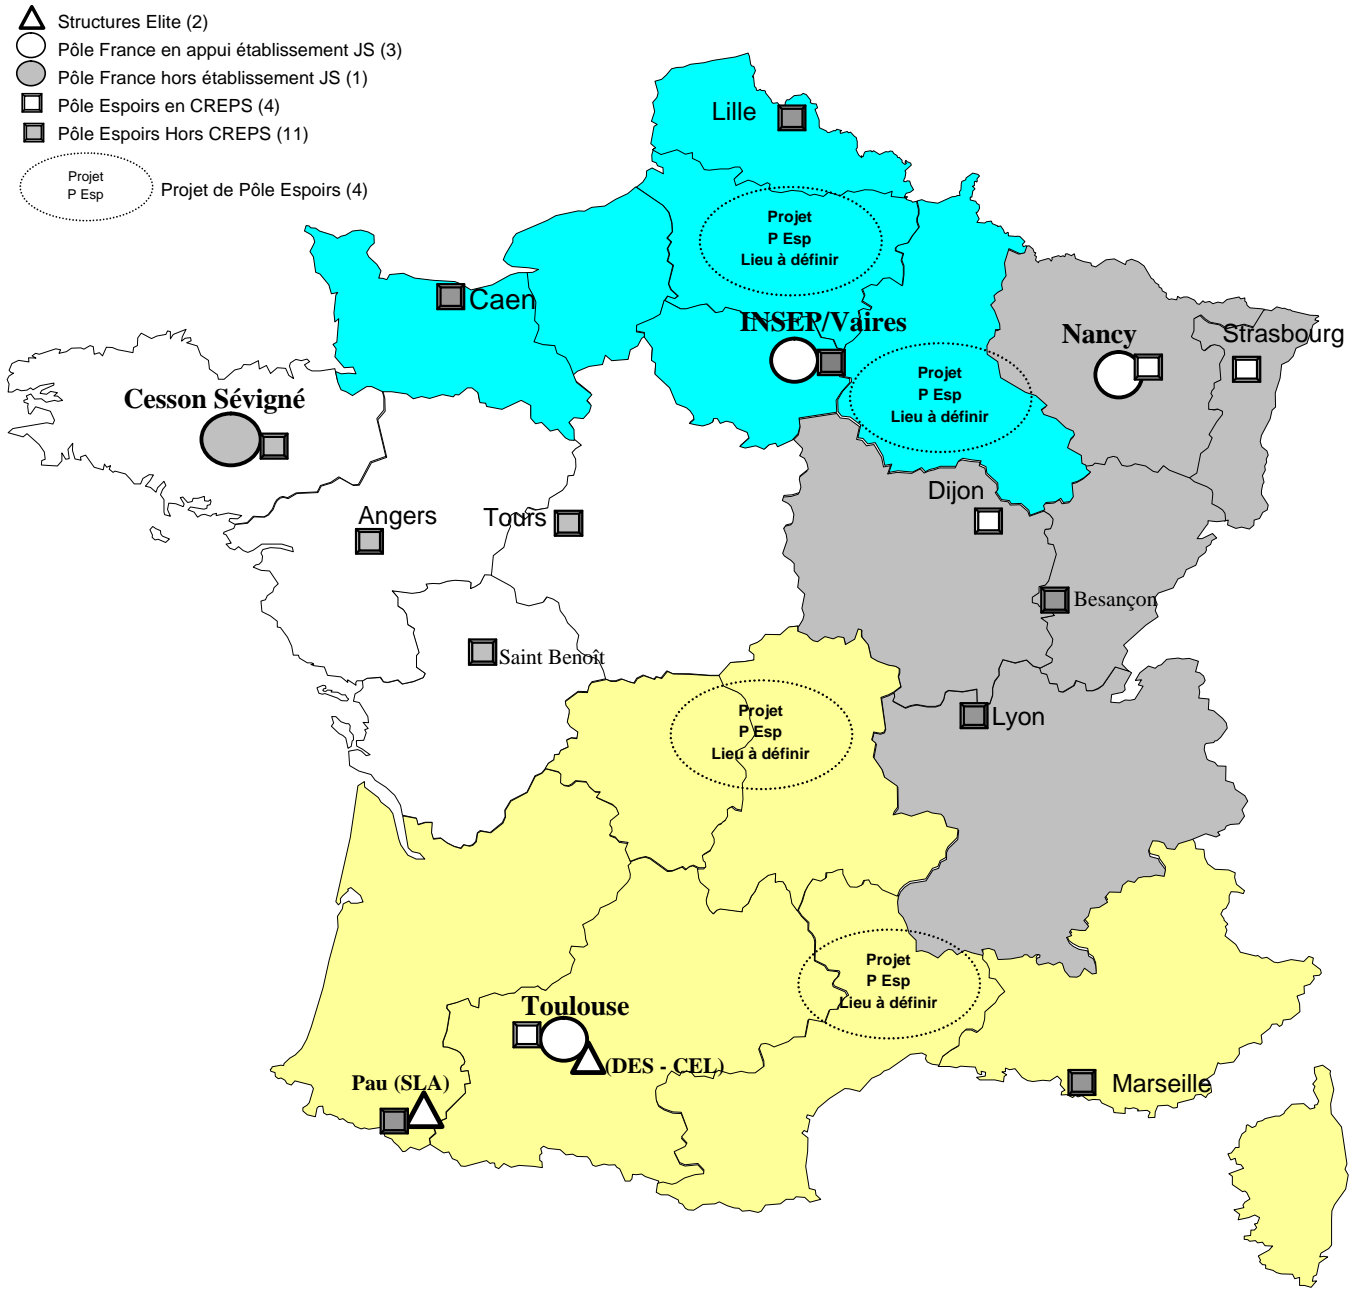 Structures Elite (2)
Pôle France en appui établissement JS (3)
Pôle France hors établissement JS (1)
Pôle Espoirs en CREPS (4)
Pôle Espoirs Hors CREPS (11)
Projet
P Esp
Projet de Pôle Espoirs (4)
Lille
Projet
P Esp
Lieu à définir
Caen
INSEP/Vaires
Nancy
Strasbourg
Cesson Sévigné
Projet
P Esp
Lieu à définir
Angers
Tours
Dijon
Besançon
Saint Benoît
Projet
P Esp
Lieu à définir
Lyon
Projet
P Esp
Lieu à définir
Toulouse
(DES - CEL)
Pau (SLA)
Marseille